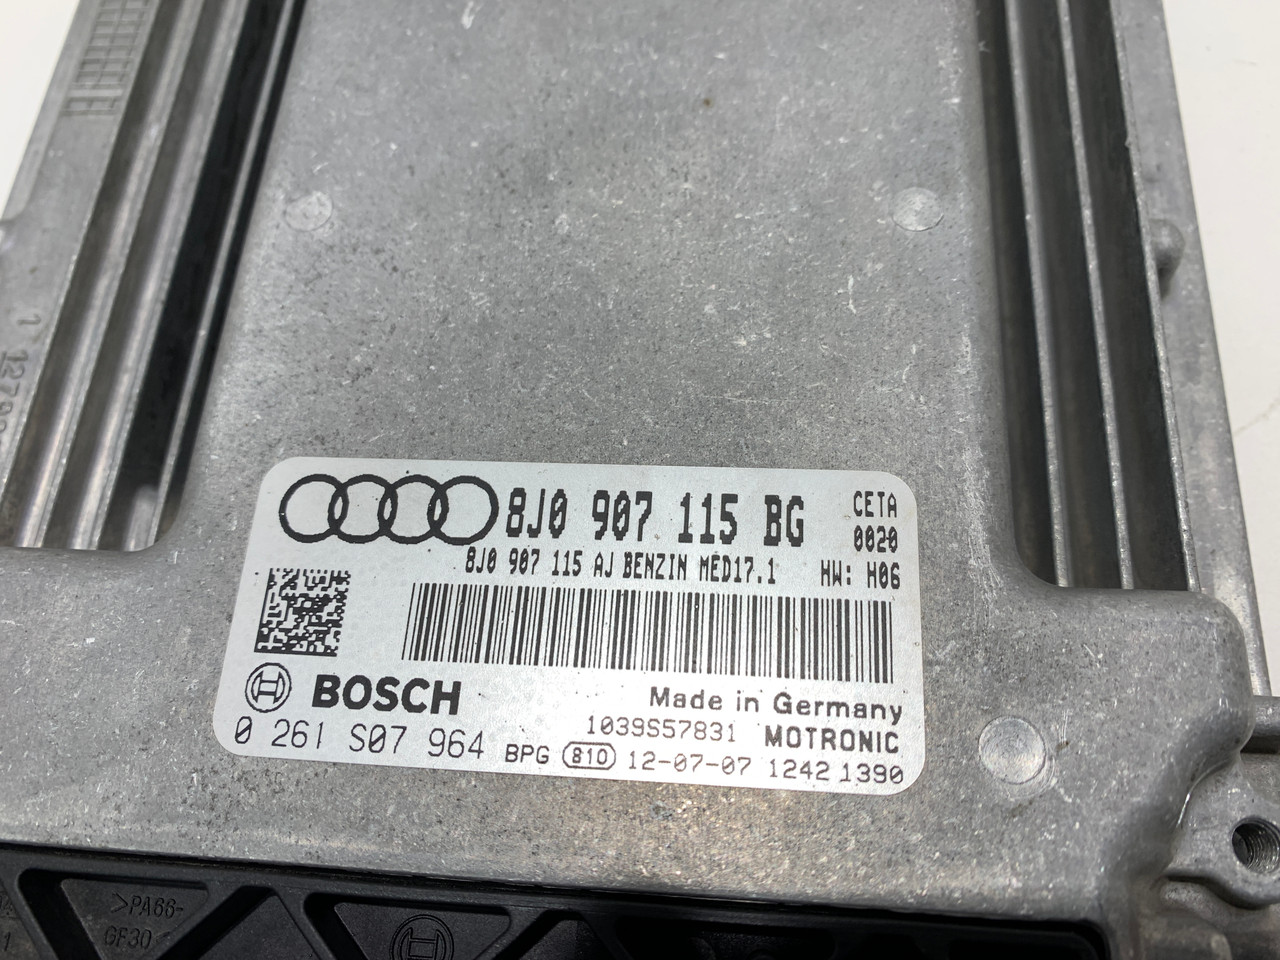 8J0 907 115 BG
CETA
0020
8J0 907 115 AJ BENZIN MED17.1 HW: H06
BOSCH
Made in Germany
1039S57831 MOTRONIC
0 261 S07 964 BPG 810 12-07-07 1242 1390
>PA66-
GF30